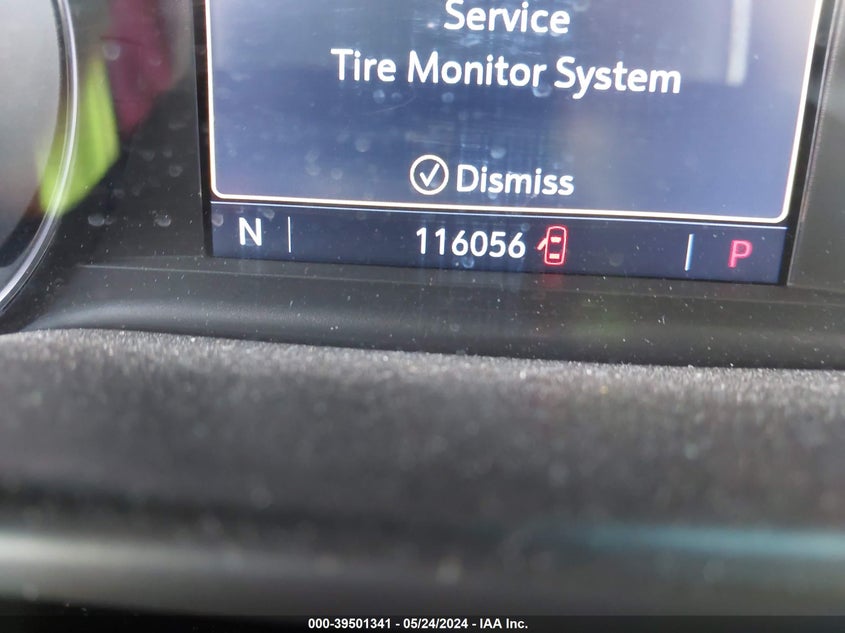 Service
Tire Monitor System
Dismiss
N 116056 P
000-39501341 - 05/24/2024 - IAA Inc.